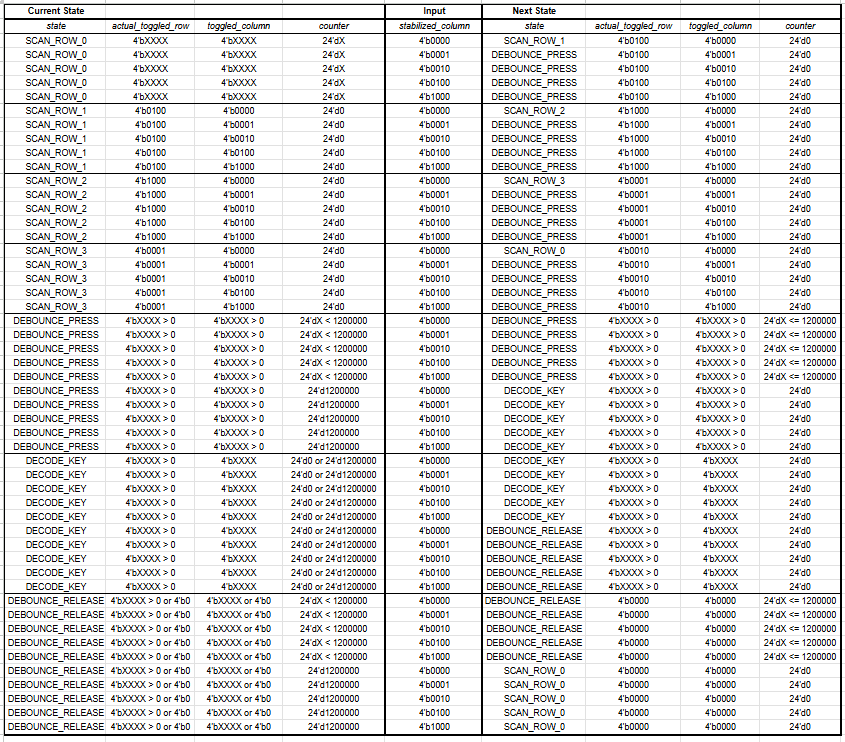 Current State Input Next State
state actual_toggled_row toggled_column counter stabilized_column state actual_toggled_row toggled_column counter
SCAN_ROW_0 4'bXXXX 4'bXXXX 24'dX 4'b0000 SCAN_ROW_1 4'b0100 4'b0000 24'd0
SCAN_ROW_0 4'bXXXX 4'bXXXX 24'dX 4'b0001 DEBOUNCE_PRESS 4'b0100 4'b0001 24'd0
SCAN_ROW_0 4'bXXXX 4'bXXXX 24'dX 4'b0010 DEBOUNCE_PRESS 4'b0100 4'b0010 24'd0
SCAN_ROW_0 4'bXXXX 4'bXXXX 24'dX 4'b0100 DEBOUNCE_PRESS 4'b0100 4'b0100 24'd0
SCAN_ROW_0 4'bXXXX 4'bXXXX 24'dX 4'b1000 DEBOUNCE_PRESS 4'b0100 4'b1000 24'd0
SCAN_ROW_1 4'b0100 4'b0000 24'd0 4'b0000 SCAN_ROW_2 4'b1000 4'b0000 24'd0
SCAN_ROW_1 4'b0100 4'b0001 24'd0 4'b0001 DEBOUNCE_PRESS 4'b1000 4'b0001 24'd0
SCAN_ROW_1 4'b0100 4'b0010 24'd0 4'b0010 DEBOUNCE_PRESS 4'b1000 4'b0010 24'd0
SCAN_ROW_1 4'b0100 4'b0100 24'd0 4'b0100 DEBOUNCE_PRESS 4'b1000 4'b0100 24'd0
SCAN_ROW_1 4'b0100 4'b1000 24'd0 4'b1000 DEBOUNCE_PRESS 4'b1000 4'b1000 24'd0
SCAN_ROW_2 4'b1000 4'b0000 24'd0 4'b0000 SCAN_ROW_3 4'b0001 4'b0000 24'd0
SCAN_ROW_2 4'b1000 4'b0001 24'd0 4'b0001 DEBOUNCE_PRESS 4'b0001 4'b0001 24'd0
SCAN_ROW_2 4'b1000 4'b0010 24'd0 4'b0010 DEBOUNCE_PRESS 4'b0001 4'b0010 24'd0
SCAN_ROW_2 4'b1000 4'b0100 24'd0 4'b0100 DEBOUNCE_PRESS 4'b0001 4'b0100 24'd0
SCAN_ROW_2 4'b1000 4'b1000 24'd0 4'b1000 DEBOUNCE_PRESS 4'b0001 4'b1000 24'd0
SCAN_ROW_3 4'b0001 4'b0000 24'd0 4'b0000 SCAN_ROW_0 4'b0010 4'b0000 24'd0
SCAN_ROW_3 4'b0001 4'b0001 24'd0 4'b0001 DEBOUNCE_PRESS 4'b0010 4'b0001 24'd0
SCAN_ROW_3 4'b0001 4'b0010 24'd0 4'b0010 DEBOUNCE_PRESS 4'b0010 4'b0010 24'd0
SCAN_ROW_3 4'b0001 4'b0100 24'd0 4'b0100 DEBOUNCE_PRESS 4'b0010 4'b0100 24'd0
SCAN_ROW_3 4'b0001 4'b1000 24'd0 4'b1000 DEBOUNCE_PRESS 4'b0010 4'b1000 24'd0
DEBOUNCE_PRESS 4'bXXXX > 0 4'bXXXX > 0 24'dX < 1200000 4'b0000 DEBOUNCE_PRESS 4'bXXXX > 0 4'bXXXX > 0 24'dX <= 1200000
DEBOUNCE_PRESS 4'bXXXX > 0 4'bXXXX > 0 24'dX < 1200000 4'b0001 DEBOUNCE_PRESS 4'bXXXX > 0 4'bXXXX > 0 24'dX <= 1200000
DEBOUNCE_PRESS 4'bXXXX > 0 4'bXXXX > 0 24'dX < 1200000 4'b0010 DEBOUNCE_PRESS 4'bXXXX > 0 4'bXXXX > 0 24'dX <= 1200000
DEBOUNCE_PRESS 4'bXXXX > 0 4'bXXXX > 0 24'dX < 1200000 4'b0100 DEBOUNCE_PRESS 4'bXXXX > 0 4'bXXXX > 0 24'dX <= 1200000
DEBOUNCE_PRESS 4'bXXXX > 0 4'bXXXX > 0 24'dX < 1200000 4'b1000 DEBOUNCE_PRESS 4'bXXXX > 0 4'bXXXX > 0 24'dX <= 1200000
DEBOUNCE_PRESS 4'bXXXX > 0 4'bXXXX > 0 24'd1200000 4'b0000 DECODE_KEY 4'bXXXX > 0 4'bXXXX > 0 24'd0
DEBOUNCE_PRESS 4'bXXXX > 0 4'bXXXX > 0 24'd1200000 4'b0001 DECODE_KEY 4'bXXXX > 0 4'bXXXX > 0 24'd0
DEBOUNCE_PRESS 4'bXXXX > 0 4'bXXXX > 0 24'd1200000 4'b0010 DECODE_KEY 4'bXXXX > 0 4'bXXXX > 0 24'd0
DEBOUNCE_PRESS 4'bXXXX > 0 4'bXXXX > 0 24'd1200000 4'b0100 DECODE_KEY 4'bXXXX > 0 4'bXXXX > 0 24'd0
DEBOUNCE_PRESS 4'bXXXX > 0 4'bXXXX > 0 24'd1200000 4'b1000 DECODE_KEY 4'bXXXX > 0 4'bXXXX > 0 24'd0
DECODE_KEY 4'bXXXX > 0 4'bXXXX 24'd0 or 24'd1200000 4'b0000 DECODE_KEY 4'bXXXX > 0 4'bXXXX 24'd0
DECODE_KEY 4'bXXXX > 0 4'bXXXX 24'd0 or 24'd1200000 4'b0001 DECODE_KEY 4'bXXXX > 0 4'bXXXX 24'd0
DECODE_KEY 4'bXXXX > 0 4'bXXXX 24'd0 or 24'd1200000 4'b0010 DECODE_KEY 4'bXXXX > 0 4'bXXXX 24'd0
DECODE_KEY 4'bXXXX > 0 4'bXXXX 24'd0 or 24'd1200000 4'b0100 DECODE_KEY 4'bXXXX > 0 4'bXXXX 24'd0
DECODE_KEY 4'bXXXX > 0 4'bXXXX 24'd0 or 24'd1200000 4'b1000 DECODE_KEY 4'bXXXX > 0 4'bXXXX 24'd0
DECODE_KEY 4'bXXXX > 0 4'bXXXX 24'd0 or 24'd1200000 4'b0000 DEBOUNCE_RELEASE 4'bXXXX > 0 4'bXXXX 24'd0
DECODE_KEY 4'bXXXX > 0 4'bXXXX 24'd0 or 24'd1200000 4'b0001 DEBOUNCE_RELEASE 4'bXXXX > 0 4'bXXXX 24'd0
DECODE_KEY 4'bXXXX > 0 4'bXXXX 24'd0 or 24'd1200000 4'b0010 DEBOUNCE_RELEASE 4'bXXXX > 0 4'bXXXX 24'd0
DECODE_KEY 4'bXXXX > 0 4'bXXXX 24'd0 or 24'd1200000 4'b0100 DEBOUNCE_RELEASE 4'bXXXX > 0 4'bXXXX 24'd0
DECODE_KEY 4'bXXXX > 0 4'bXXXX 24'd0 or 24'd1200000 4'b1000 DEBOUNCE_RELEASE 4'bXXXX > 0 4'bXXXX 24'd0
DEBOUNCE_RELEASE 4'bXXXX > 0 or 4'b0 4'bXXXX or 4'b0 24'dX < 1200000 4'b0000 DEBOUNCE_RELEASE 4'b0000 4'b0000 24'dX <= 1200000
DEBOUNCE_RELEASE 4'bXXXX > 0 or 4'b0 4'bXXXX or 4'b0 24'dX < 1200000 4'b0001 DEBOUNCE_RELEASE 4'b0000 4'b0000 24'dX <= 1200000
DEBOUNCE_RELEASE 4'bXXXX > 0 or 4'b0 4'bXXXX or 4'b0 24'dX < 1200000 4'b0010 DEBOUNCE_RELEASE 4'b0000 4'b0000 24'dX <= 1200000
DEBOUNCE_RELEASE 4'bXXXX > 0 or 4'b0 4'bXXXX or 4'b0 24'dX < 1200000 4'b0100 DEBOUNCE_RELEASE 4'b0000 4'b0000 24'dX <= 1200000
DEBOUNCE_RELEASE 4'bXXXX > 0 or 4'b0 4'bXXXX or 4'b0 24'dX < 1200000 4'b1000 DEBOUNCE_RELEASE 4'b0000 4'b0000 24'dX <= 1200000
DEBOUNCE_RELEASE 4'bXXXX > 0 or 4'b0 4'bXXXX or 4'b0 24'd1200000 4'b0000 SCAN_ROW_0 4'b0000 4'b0000 24'd0
DEBOUNCE_RELEASE 4'bXXXX > 0 or 4'b0 4'bXXXX or 4'b0 24'd1200000 4'b0001 SCAN_ROW_0 4'b0000 4'b0000 24'd0
DEBOUNCE_RELEASE 4'bXXXX > 0 or 4'b0 4'bXXXX or 4'b0 24'd1200000 4'b0010 SCAN_ROW_0 4'b0000 4'b0000 24'd0
DEBOUNCE_RELEASE 4'bXXXX > 0 or 4'b0 4'bXXXX or 4'b0 24'd1200000 4'b0100 SCAN_ROW_0 4'b0000 4'b0000 24'd0
DEBOUNCE_RELEASE 4'bXXXX > 0 or 4'b0 4'bXXXX or 4'b0 24'd1200000 4'b1000 SCAN_ROW_0 4'b0000 4'b0000 24'd0